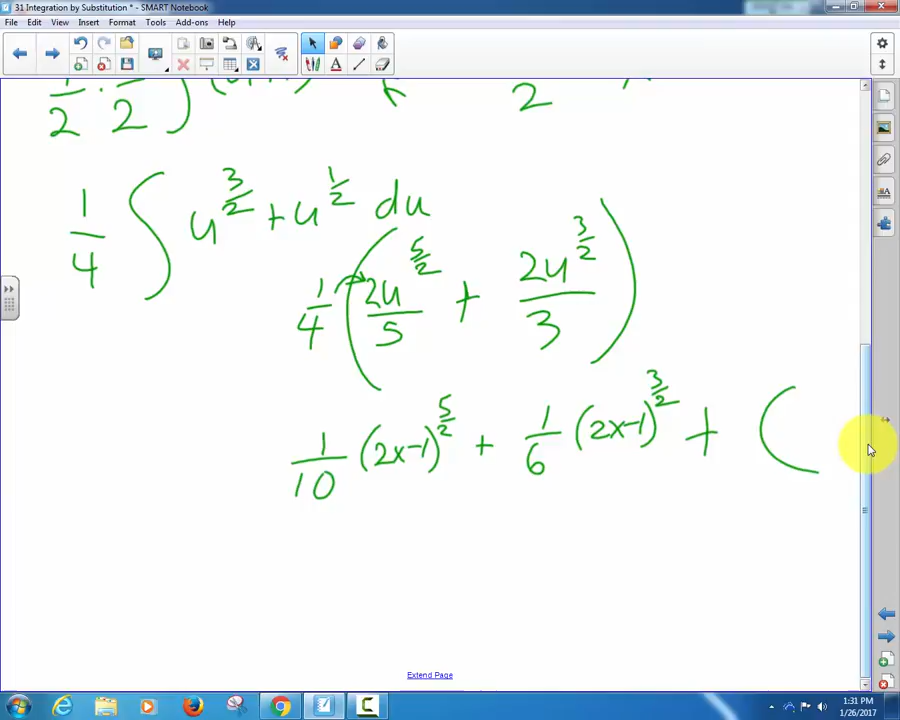 31 Integration by Substitution * - SMART Notebook
File Edit View Insert Format Tools Add-ons Help
1/4 ∫ u^(3/2) + u^(1/2) du
1/4 ( 2u^(5/2)/5 + 2u^(3/2)/3 )
1/10 (2x-1)^(5/2) + 1/6 (2x-1)^(3/2) + C
Extend Page
1:31 PM
1/26/2017